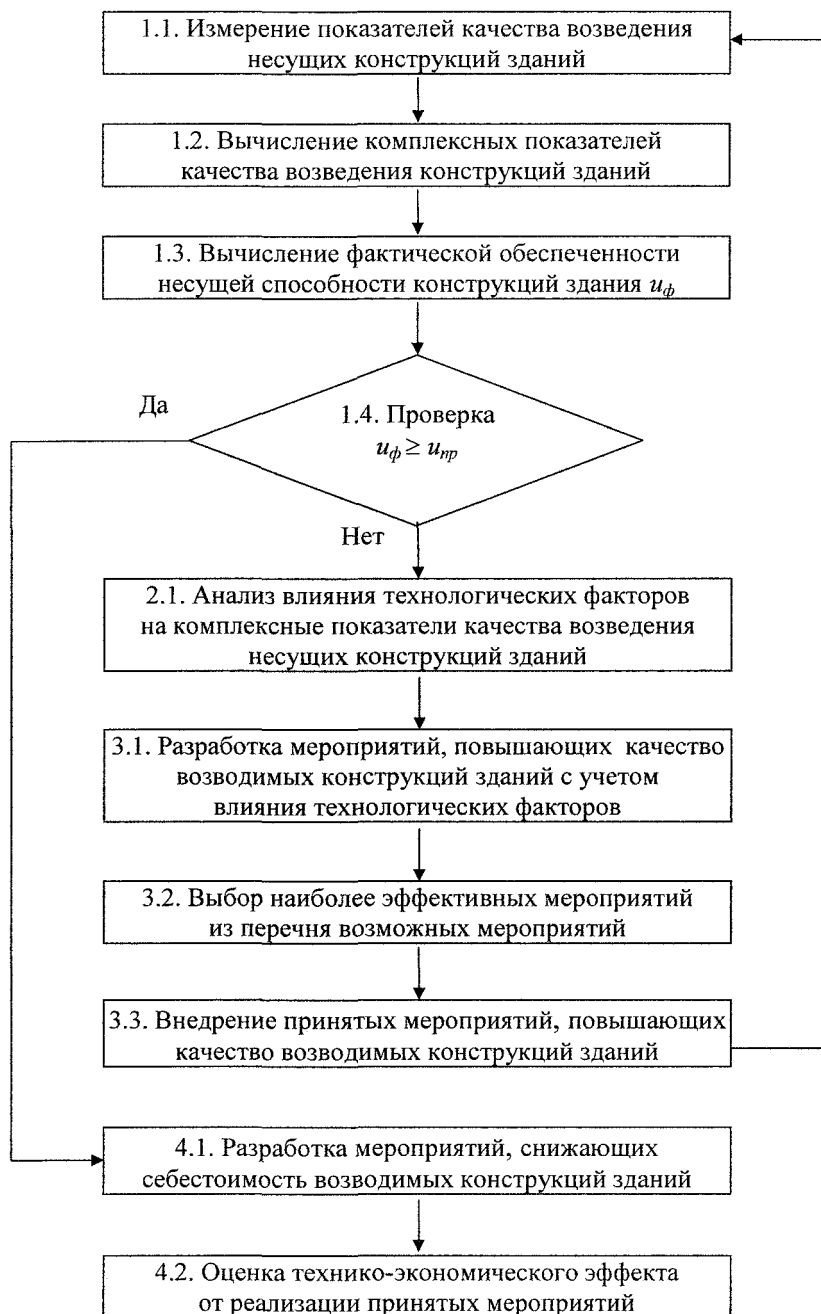 1.1. Измерение показателей качества возведения
несущих конструкций зданий
1.2. Вычисление комплексных показателей
качества возведения конструкций зданий
1.3. Вычисление фактической обеспеченности
несущей способности конструкций здания uф
Да
1.4. Проверка
uф ≥ uпр
Нет
2.1. Анализ влияния технологических факторов
на комплексные показатели качества возведения
несущих конструкций зданий
3.1. Разработка мероприятий, повышающих качество
возводимых конструкций зданий с учетом
влияния технологических факторов
3.2. Выбор наиболее эффективных мероприятий
из перечня возможных мероприятий
3.3. Внедрение принятых мероприятий, повышающих
качество возводимых конструкций зданий
4.1. Разработка мероприятий, снижающих
себестоимость возводимых конструкций зданий
4.2. Оценка технико-экономического эффекта
от реализации принятых мероприятий